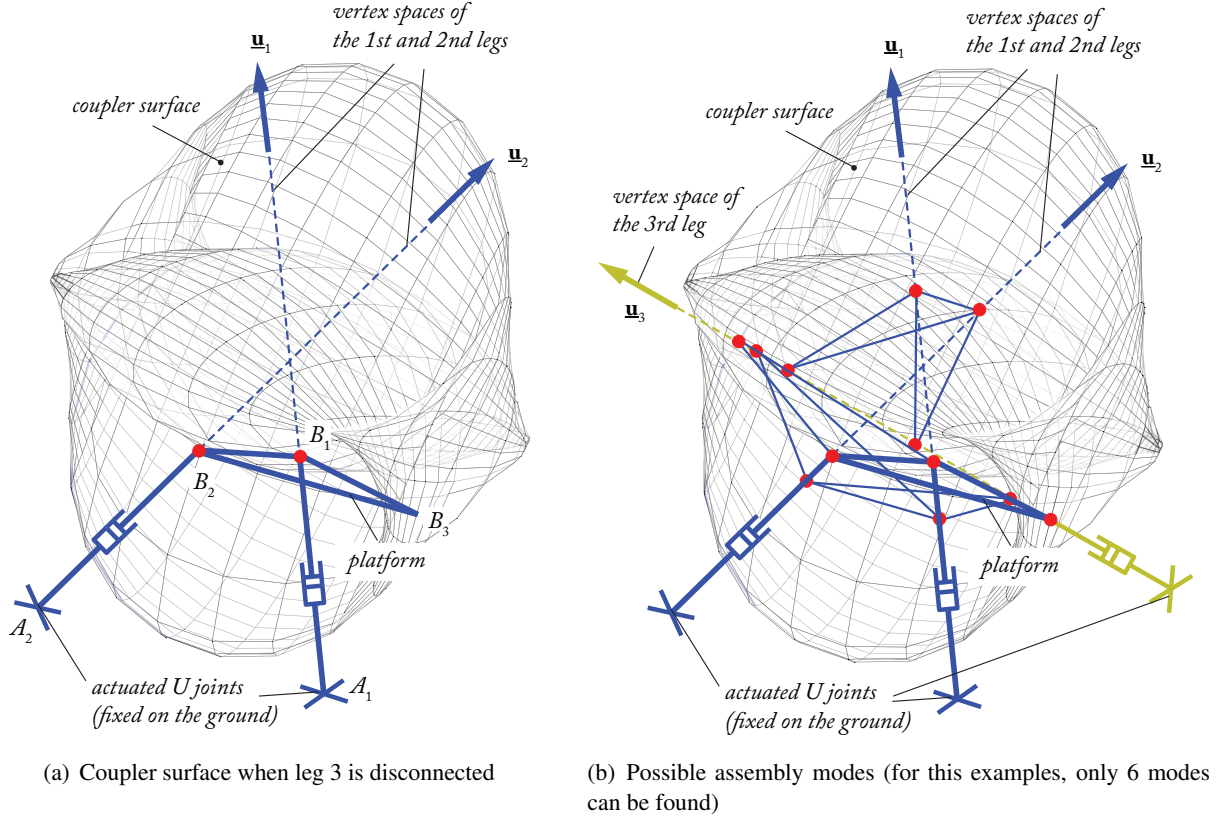 vertex spaces of
the 1st and 2nd legs
u₁
coupler surface
u₂
B₁
B₂
B₃
platform
A₂
A₁
actuated U joints
(fixed on the ground)
(a) Coupler surface when leg 3 is disconnected
vertex spaces of
the 1st and 2nd legs
u₁
coupler surface
u₂
vertex space of
the 3rd leg
u₃
platform
actuated U joints
(fixed on the ground)
(b) Possible assembly modes (for this examples, only 6 modes
can be found)